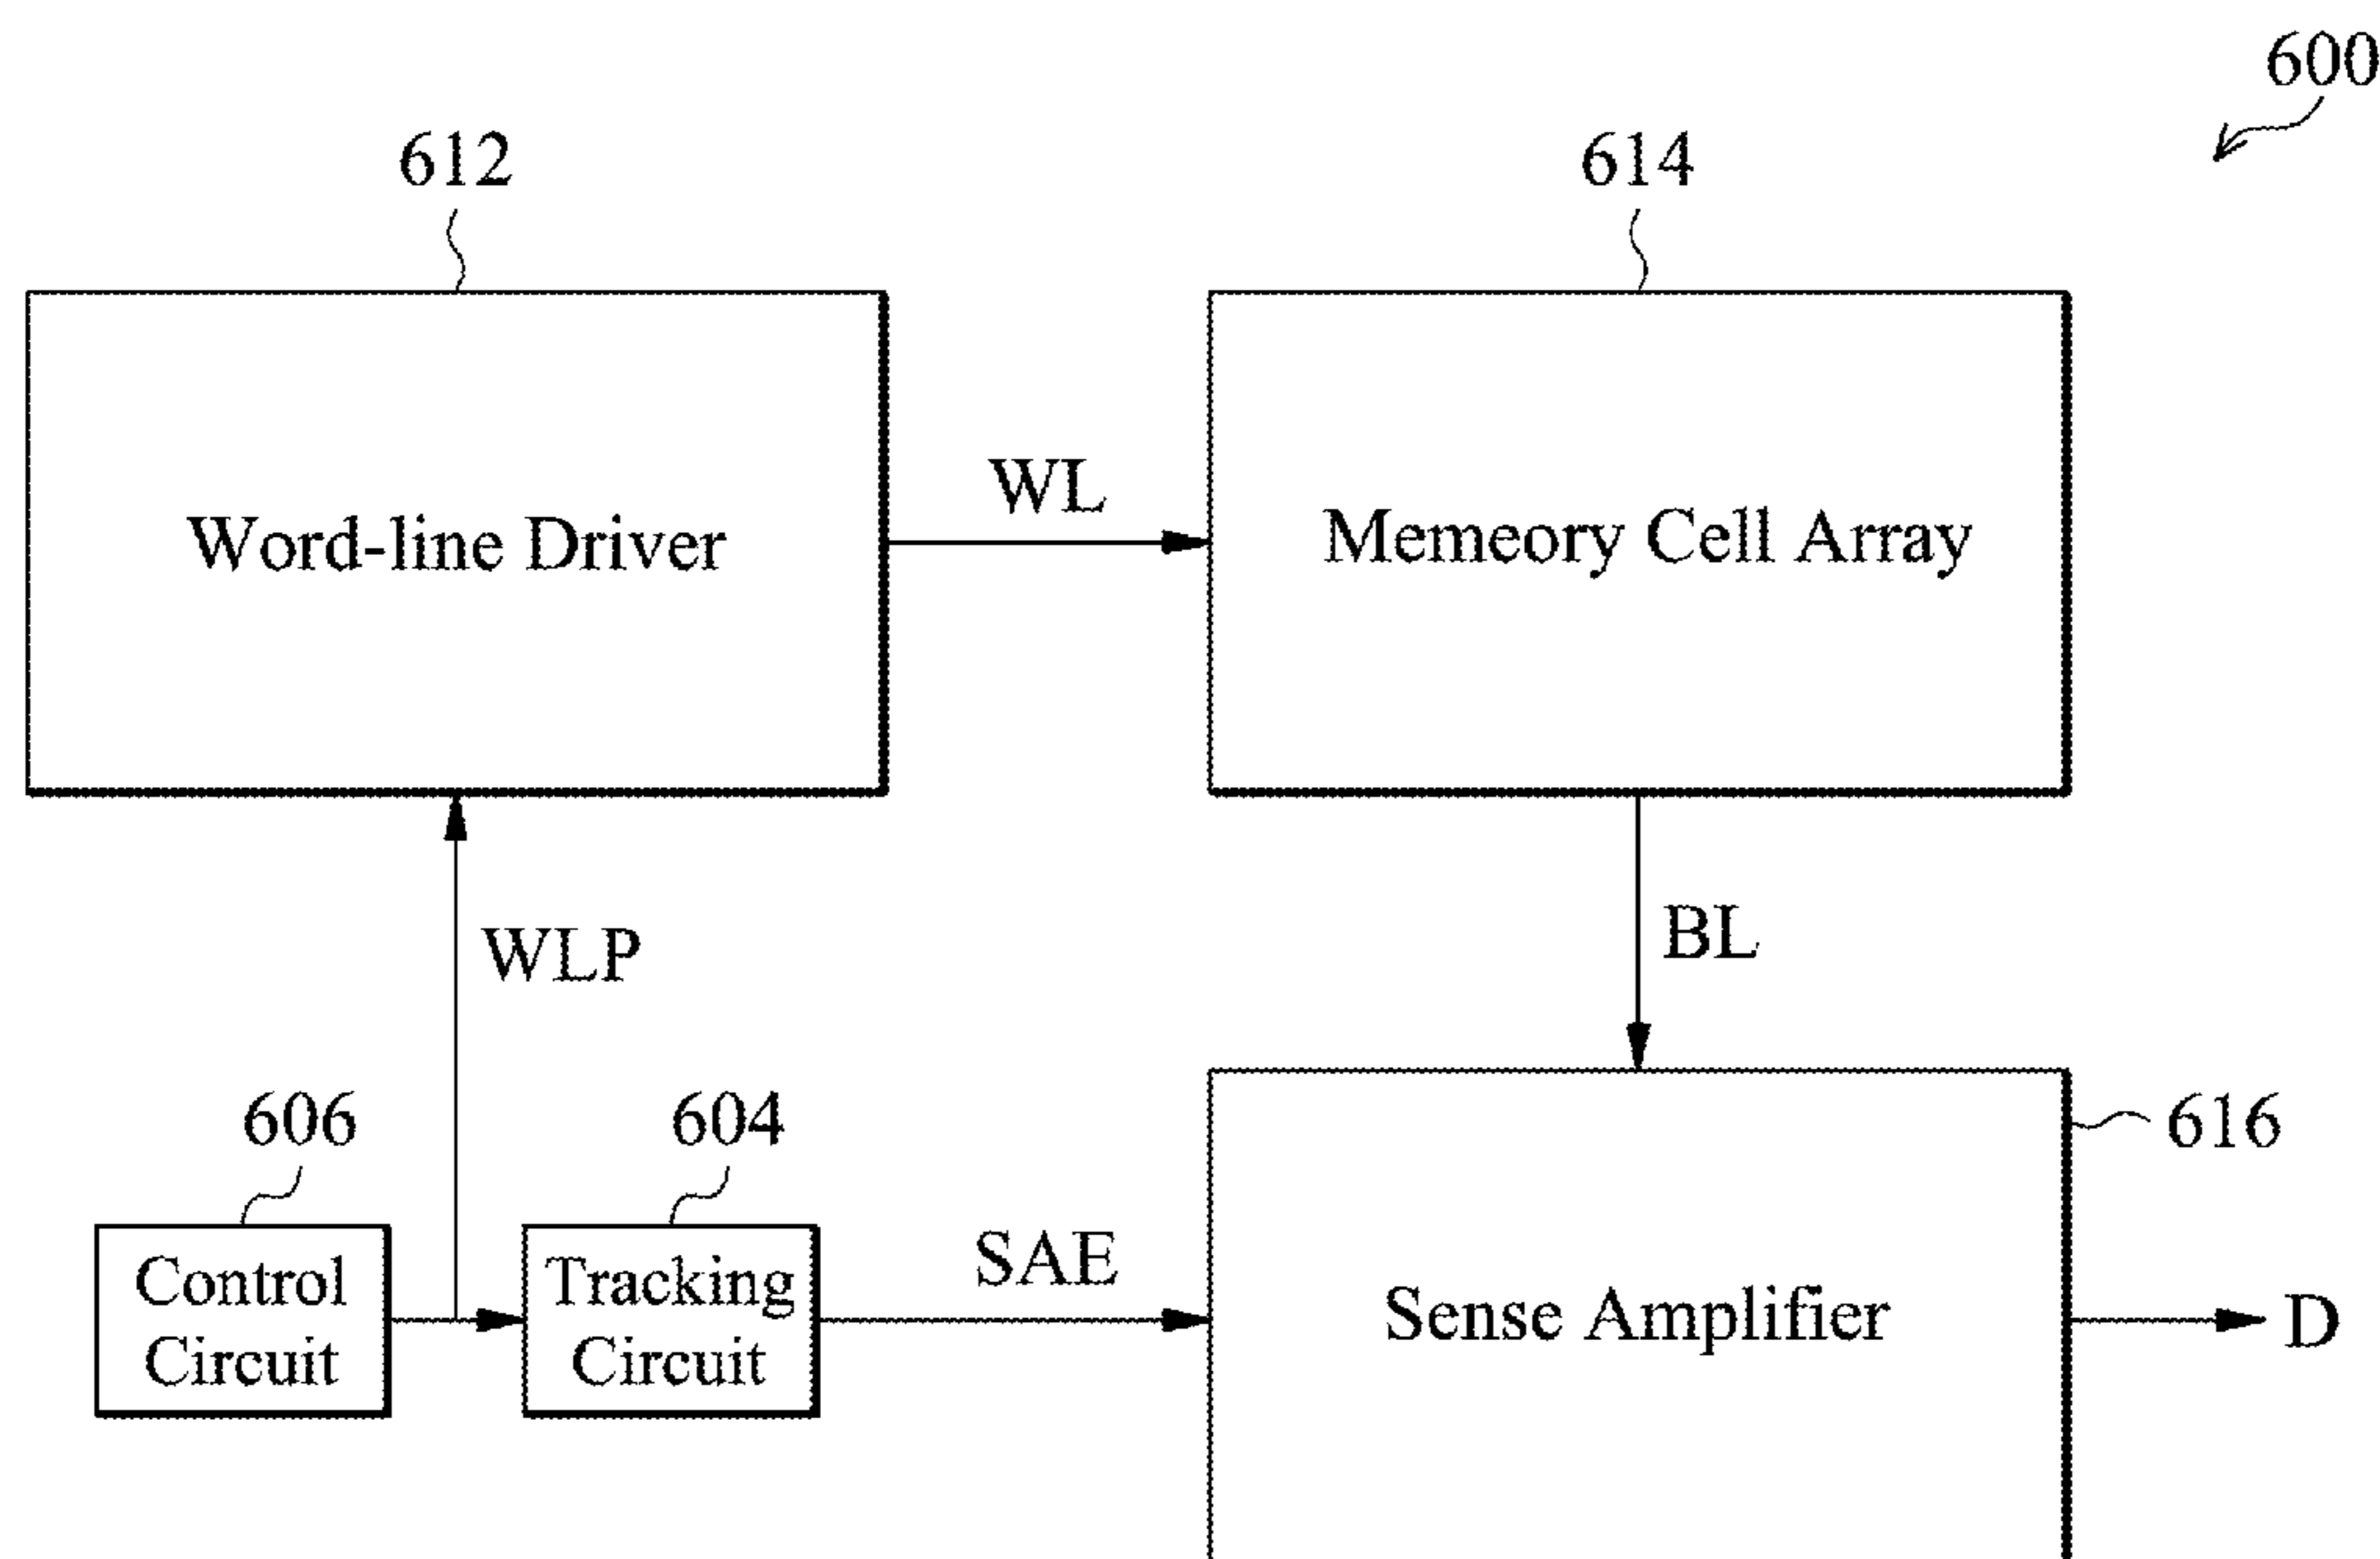 600
612
614
Word-line Driver
WL
Memeory Cell Array
WLP
BL
606
604
616
Control
Circuit
Tracking
Circuit
SAE
Sense Amplifier
D